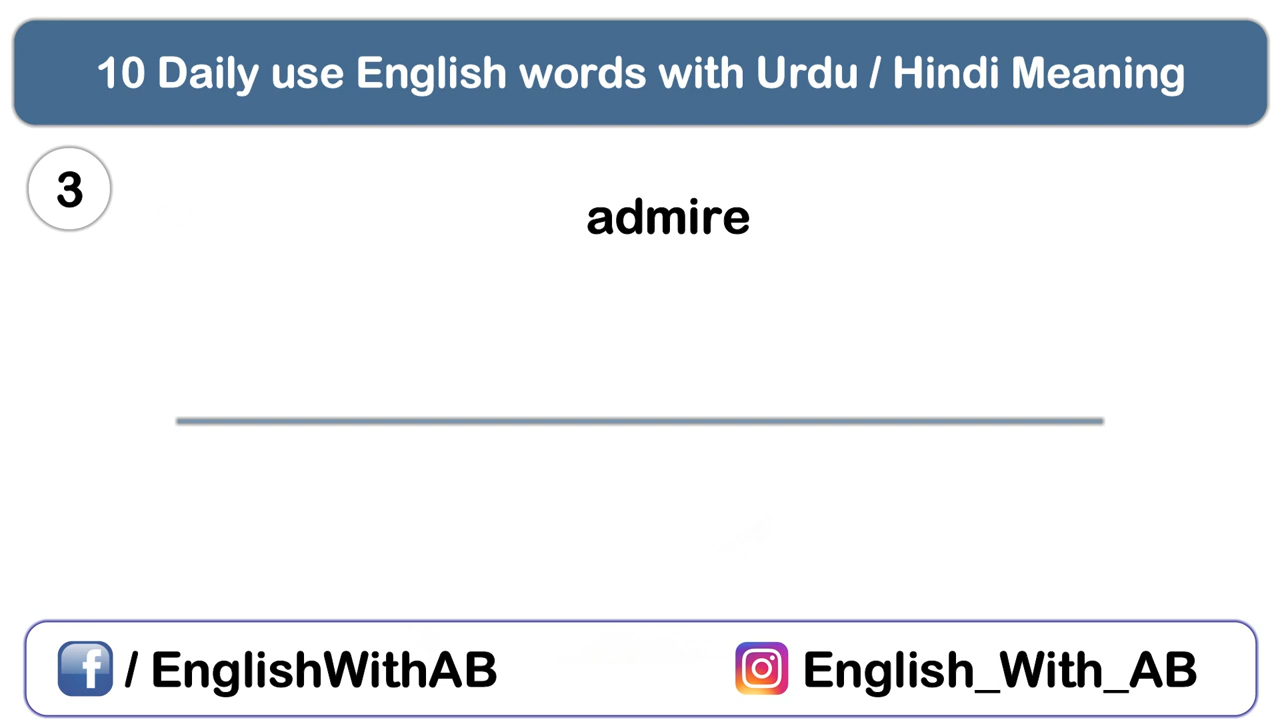 10 Daily use English words with Urdu / Hindi Meaning
3
admire
/ EnglishWithAB
English_With_AB